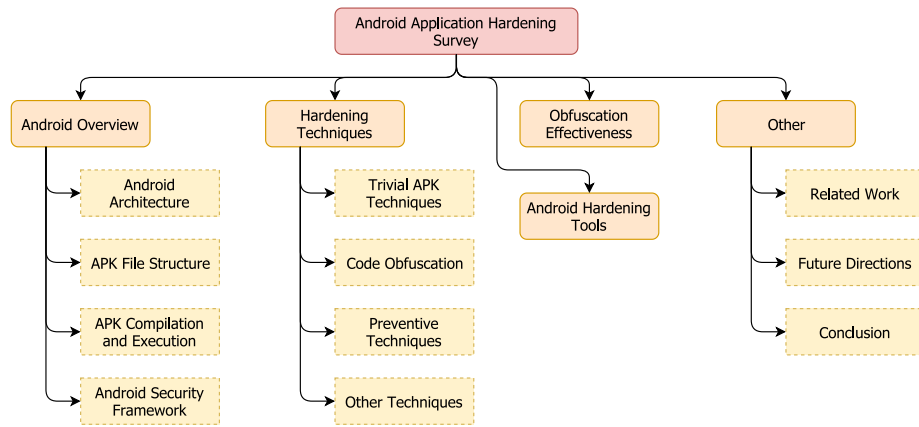 Android Application Hardening
Survey
Android Overview
Hardening
Techniques
Obfuscation
Effectiveness
Other
Android
Architecture
APK File Structure
APK Compilation
and Execution
Android Security
Framework
Trivial APK
Techniques
Code Obfuscation
Preventive
Techniques
Other Techniques
Android Hardening
Tools
Related Work
Future Directions
Conclusion